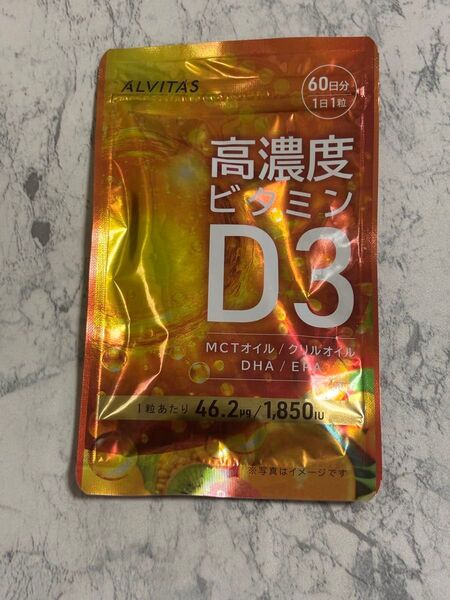 ALVITAS
60日分
1日1粒
高濃度
ビタミン
D3
MCTオイル / クリルオイル
DHA / EPA
1粒あたり 46.2μg/1,850IU
※写真はイメージです